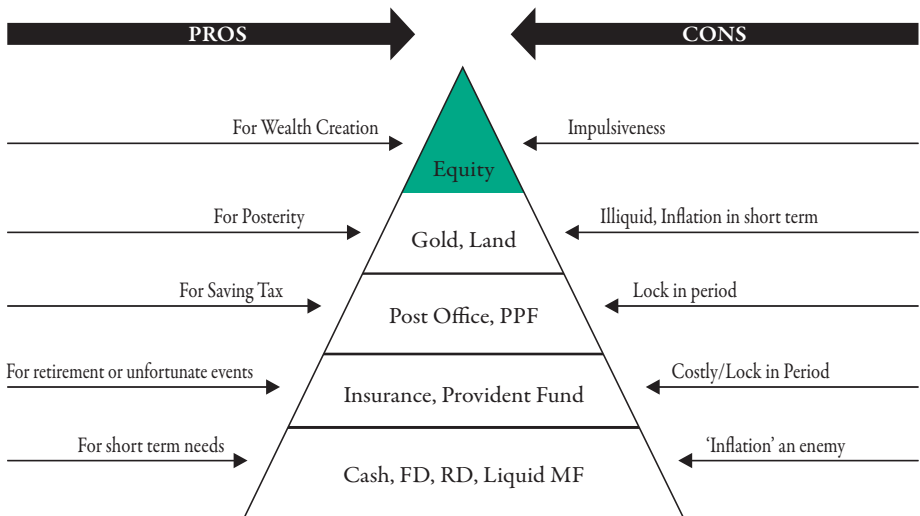 PROS
CONS
For Wealth Creation
Impulsiveness
Equity
For Posterity
Illiquid, Inflation in short term
Gold, Land
For Saving Tax
Lock in period
Post Office, PPF
For retirement or unfortunate events
Costly/Lock in Period
Insurance, Provident Fund
For short term needs
‘Inflation’ an enemy
Cash, FD, RD, Liquid MF